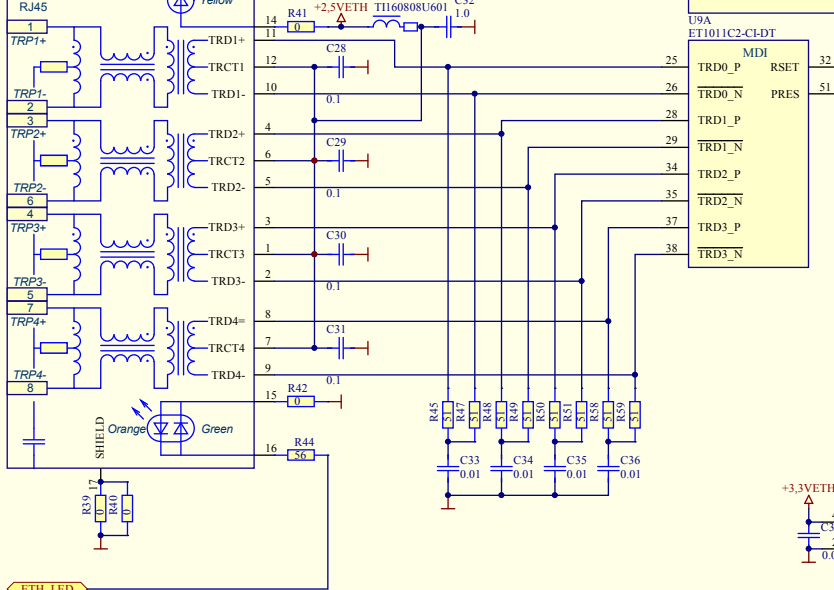 RJ45
Yellow
1
TRP1+
TRP1-
2
3
TRP2+
TRP2-
6
4
TRP3+
TRP3-
5
7
TRP4+
TRP4-
8
14
R41
0
+2,5VETH
TI160808U601
C32
1.0
TRD1+
11
TRCT1
12
C28
TRD1-
10
0.1
TRD2+
4
TRCT2
6
C29
TRD2-
5
0.1
TRD3+
3
TRCT3
1
C30
TRD3-
2
0.1
TRD4=
8
TRCT4
7
C31
TRD4-
9
0.1
15
R42
0
Orange
Green
16
R44
56
SHIELD
17
R39
0
R40
0
ETH_LED
U9A
ET1011C2-CI-DT
MDI
25
TRD0_P
RSET
32
26
TRD0_N
PRES
51
28
TRD1_P
29
TRD1_N
34
TRD2_P
35
TRD2_N
37
TRD3_P
38
TRD3_N
R45
51
R47
51
R48
51
R49
51
R50
51
R51
51
R58
51
R59
51
C33
0.01
C34
0.01
C35
0.01
C36
0.01
+3,3VETH